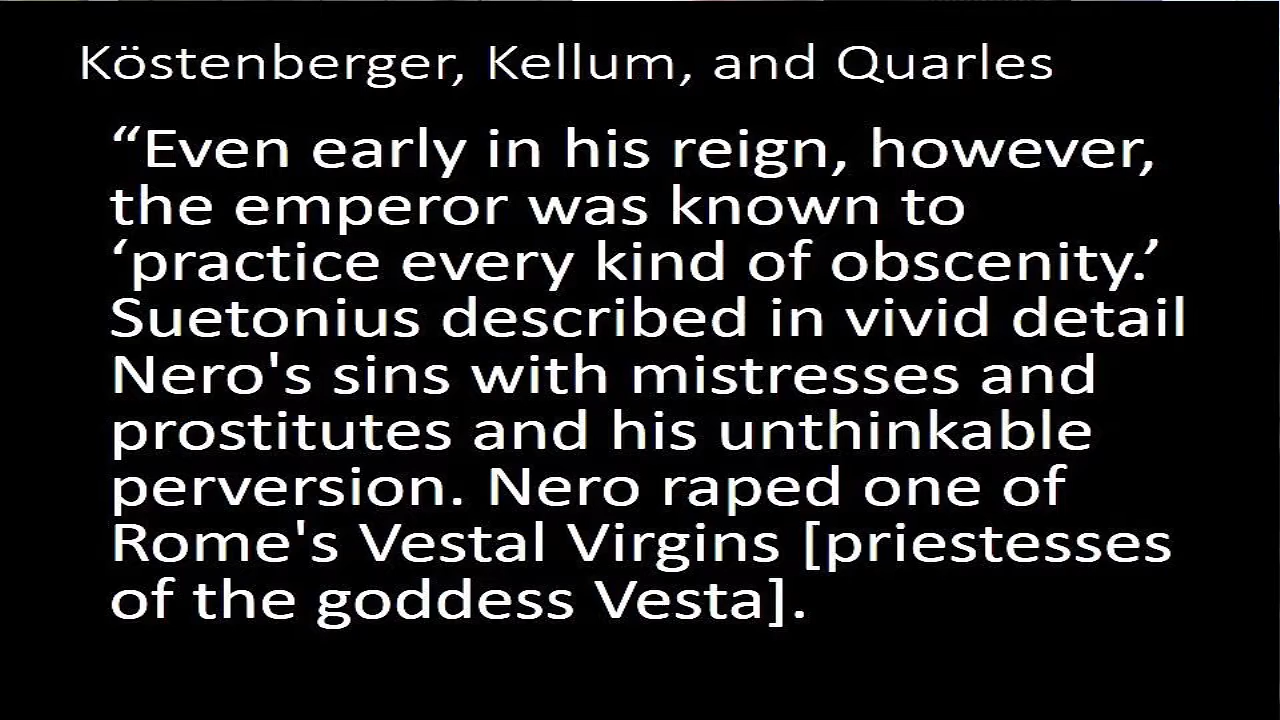 Köstenberger, Kellum, and Quarles
“Even early in his reign, however,
the emperor was known to
‘practice every kind of obscenity.’
Suetonius described in vivid detail
Nero's sins with mistresses and
prostitutes and his unthinkable
perversion. Nero raped one of
Rome's Vestal Virgins [priestesses
of the goddess Vesta].